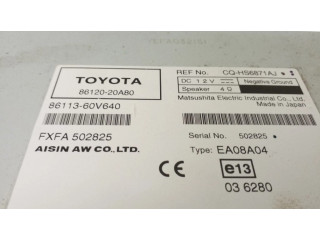 TOYOTA
86120-20A80
86113-60V640
FXFA 502825
AISIN AW CO., LTD.
REF No. CQ-HS6871AJ
DC 12V Negative Ground
Speaker 4Ω
Matsushita Electric Industrial Co., Ltd.
Made in Japan
Serial No. 502825
Type: EA08A04
CE e13
03 6280